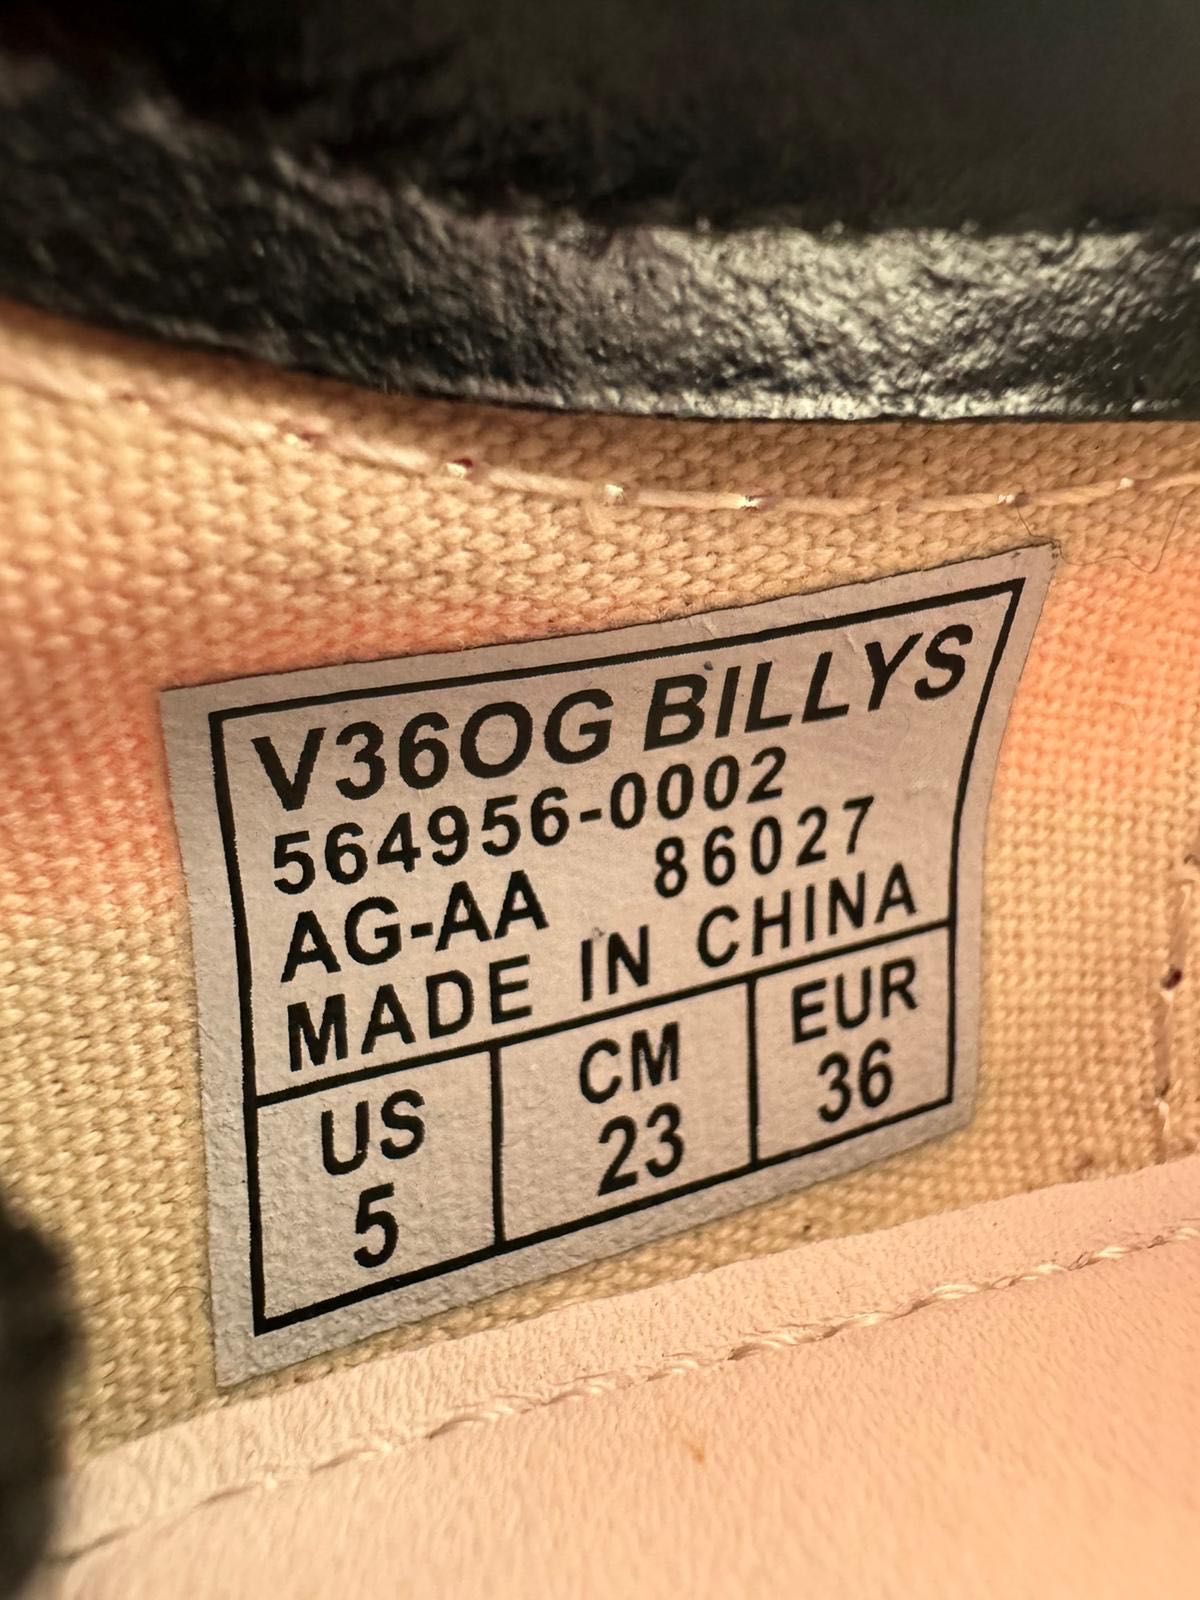 V36OG BILLYS
564956-0002
AG-AA 86027
MADE IN CHINA
US CM EUR
5 23 36